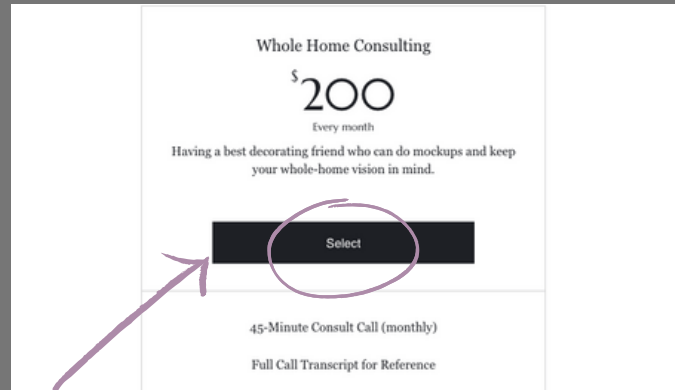 Whole Home Consulting
$200
Every month
Having a best decorating friend who can do mockups and keep
your whole-home vision in mind.
Select
45-Minute Consult Call (monthly)
Full Call Transcript for Reference